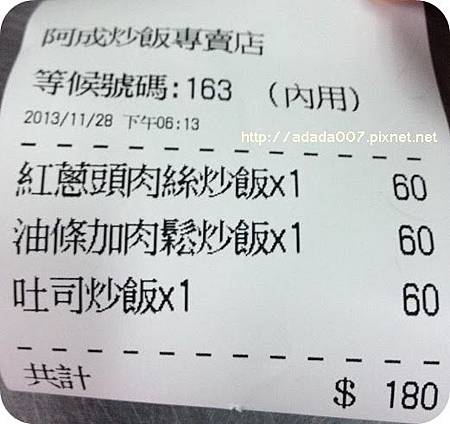 阿成炒飯專賣店
等候號碼:163 （內用）
2013/11/28 下午06:13
http://adada007.pixnet.net
紅蔥頭肉絲炒飯x1 60
油條加肉鬆炒飯x1 60
吐司炒飯x1 60
共計 $ 180